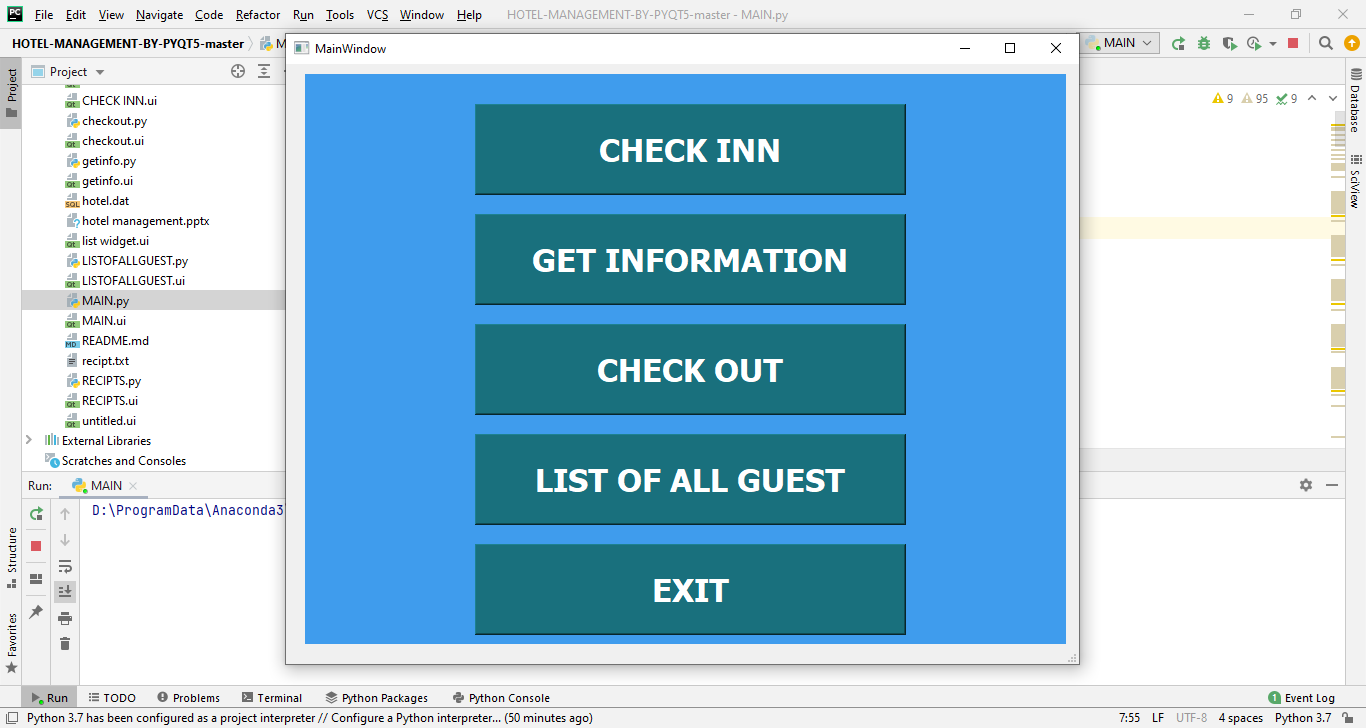 PC File Edit View Navigate Code Refactor Run Tools VCS Window Help HOTEL-MANAGEMENT-BY-PYQT5-master - MAIN.py
HOTEL-MANAGEMENT-BY-PYQT5-master
MainWindow
MAIN
Project
Project
9 95 9
Database
SciView
CHECK INN.ui
checkout.py
checkout.ui
getinfo.py
getinfo.ui
hotel.dat
hotel management.pptx
list widget.ui
LISTOFALLGUEST.py
LISTOFALLGUEST.ui
MAIN.py
MAIN.ui
README.md
recipt.txt
RECIPTS.py
RECIPTS.ui
untitled.ui
External Libraries
Scratches and Consoles
CHECK INN
GET INFORMATION
CHECK OUT
LIST OF ALL GUEST
EXIT
Run: MAIN
D:\ProgramData\Anaconda3
Structure
Favorites
Run TODO Problems Terminal Python Packages Python Console 1 Event Log
Python 3.7 has been configured as a project interpreter // Configure a Python interpreter... (50 minutes ago) 7:55 LF UTF-8 4 spaces Python 3.7